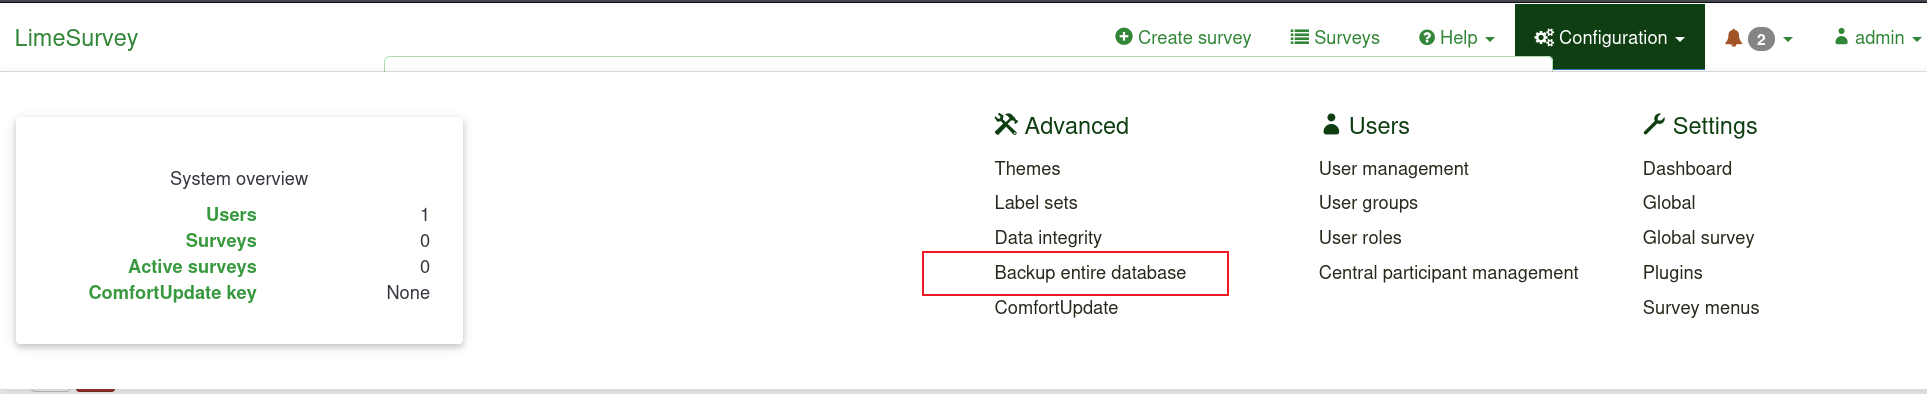 LimeSurvey
Create survey
Surveys
Help
Configuration
2
admin
System overview
Users 1
Surveys 0
Active surveys 0
ComfortUpdate key None
Advanced
Themes
Label sets
Data integrity
Backup entire database
ComfortUpdate
Users
User management
User groups
User roles
Central participant management
Settings
Dashboard
Global
Global survey
Plugins
Survey menus